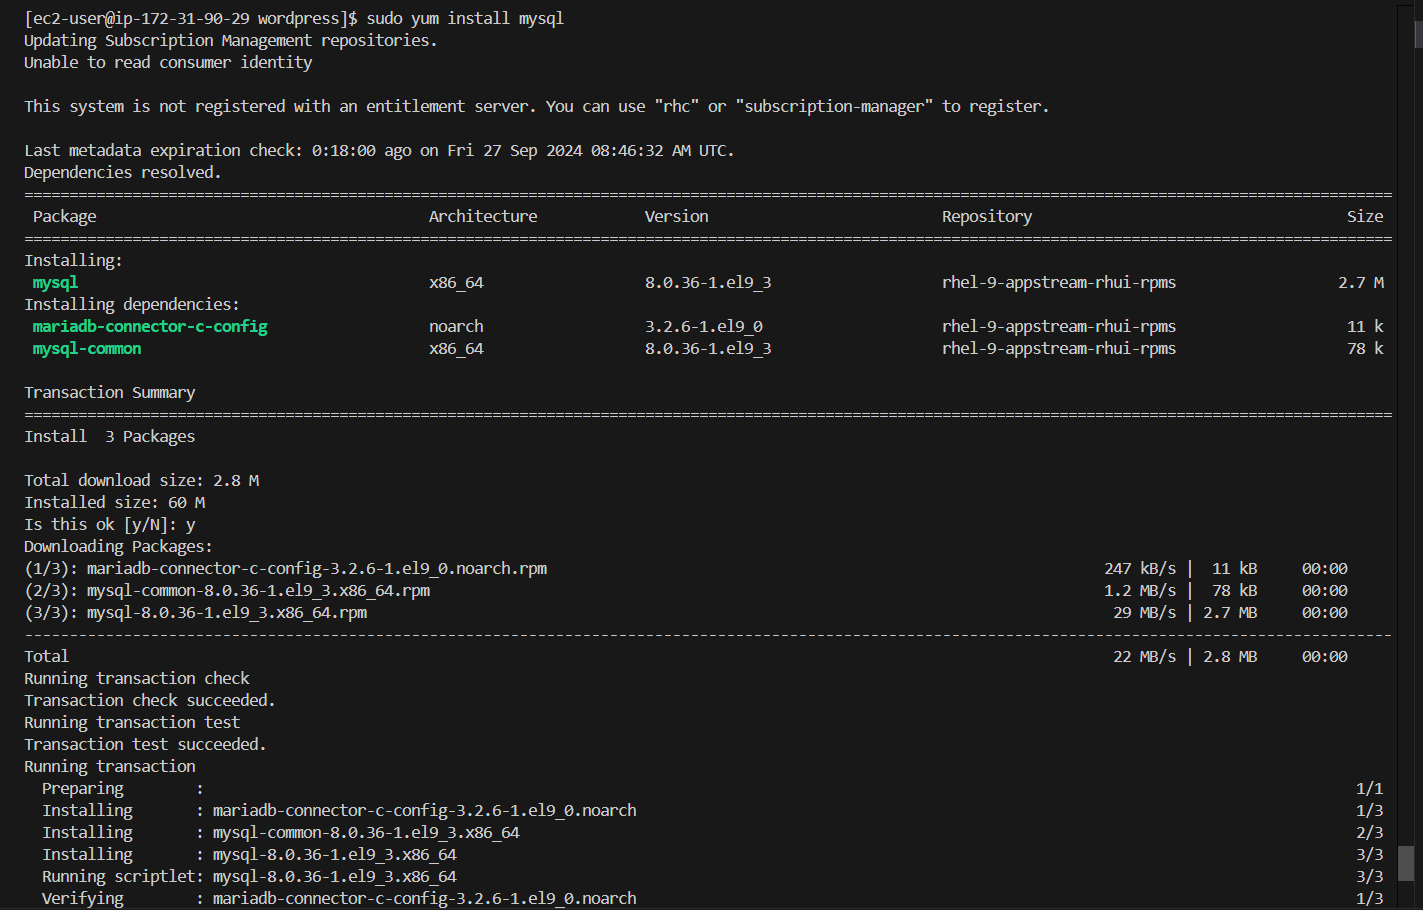 [ec2-user@ip-172-31-90-29 wordpress]$ sudo yum install mysql
Updating Subscription Management repositories.
Unable to read consumer identity

This system is not registered with an entitlement server. You can use "rhc" or "subscription-manager" to register.

Last metadata expiration check: 0:18:00 ago on Fri 27 Sep 2024 08:46:32 AM UTC.
Dependencies resolved.
========================================================================================================================================================
Package Architecture Version Repository Size
========================================================================================================================================================
Installing:
mysql x86_64 8.0.36-1.el9_3 rhel-9-appstream-rhui-rpms 2.7 M
Installing dependencies:
mariadb-connector-c-config noarch 3.2.6-1.el9_0 rhel-9-appstream-rhui-rpms 11 k
mysql-common x86_64 8.0.36-1.el9_3 rhel-9-appstream-rhui-rpms 78 k

Transaction Summary
========================================================================================================================================================
Install 3 Packages

Total download size: 2.8 M
Installed size: 60 M
Is this ok [y/N]: y
Downloading Packages:
(1/3): mariadb-connector-c-config-3.2.6-1.el9_0.noarch.rpm 247 kB/s | 11 kB 00:00
(2/3): mysql-common-8.0.36-1.el9_3.x86_64.rpm 1.2 MB/s | 78 kB 00:00
(3/3): mysql-8.0.36-1.el9_3.x86_64.rpm 29 MB/s | 2.7 MB 00:00
--------------------------------------------------------------------------------------------------------------------------------------------------------
Total 22 MB/s | 2.8 MB 00:00
Running transaction check
Transaction check succeeded.
Running transaction test
Transaction test succeeded.
Running transaction
Preparing : 1/1
Installing : mariadb-connector-c-config-3.2.6-1.el9_0.noarch 1/3
Installing : mysql-common-8.0.36-1.el9_3.x86_64 2/3
Installing : mysql-8.0.36-1.el9_3.x86_64 3/3
Running scriptlet: mysql-8.0.36-1.el9_3.x86_64 3/3
Verifying : mariadb-connector-c-config-3.2.6-1.el9_0.noarch 1/3